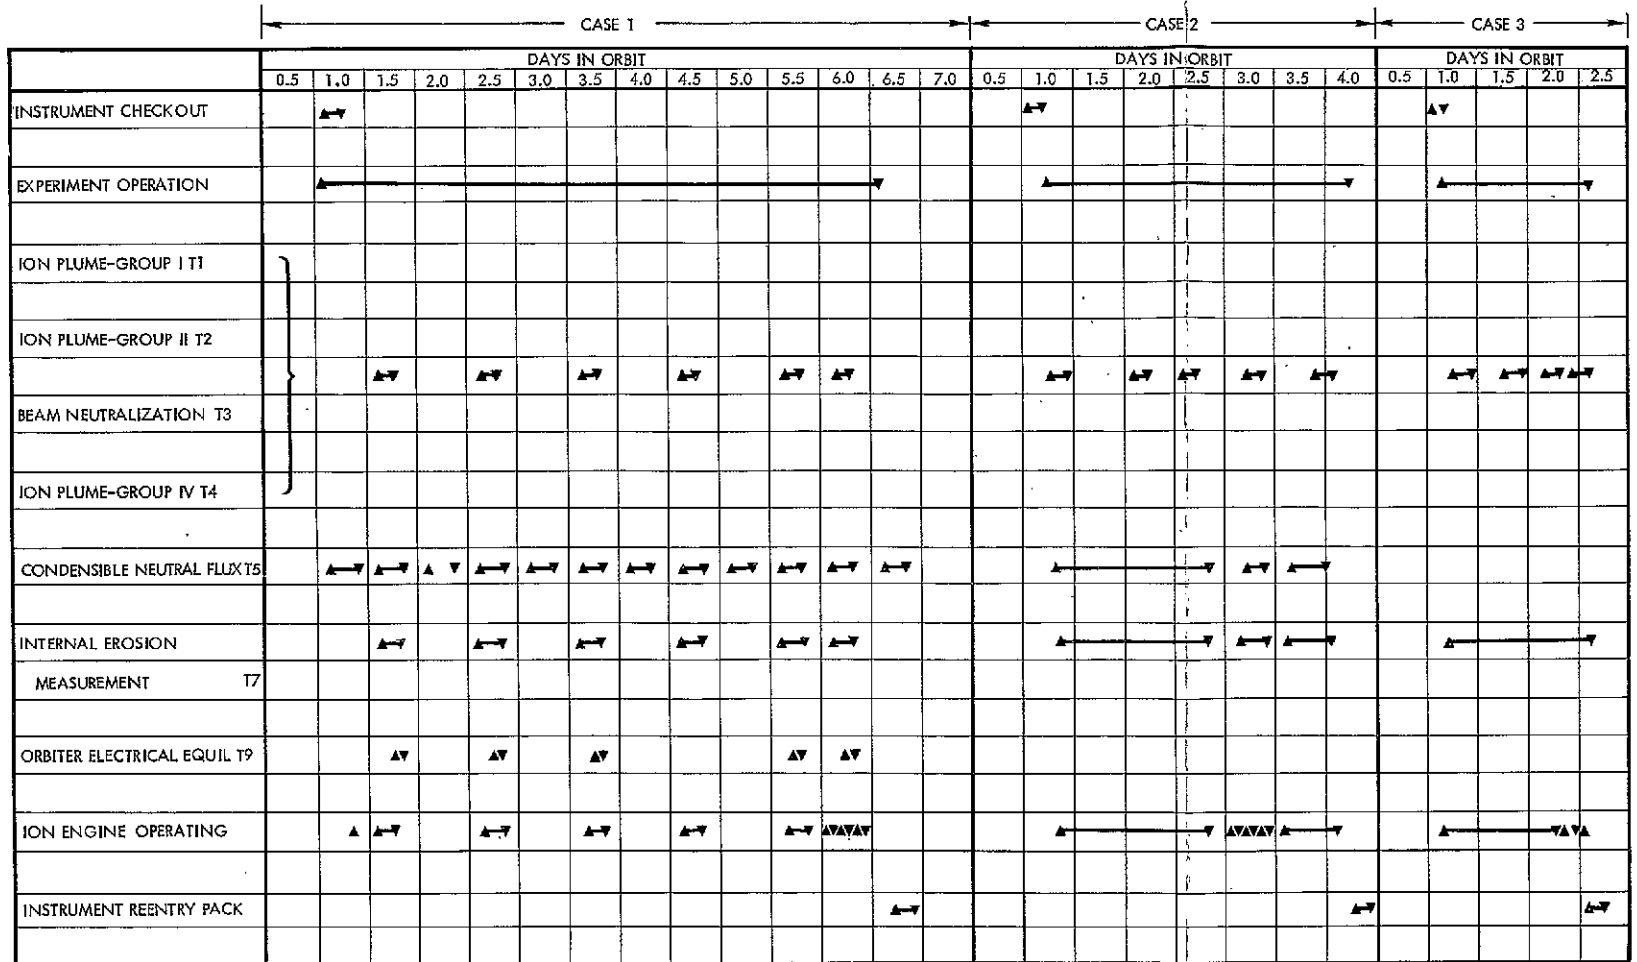 CASE 1 CASE 2 CASE 3
DAYS IN ORBIT DAYS IN ORBIT DAYS IN ORBIT
0.5 1.0 1.5 2.0 2.5 3.0 3.5 4.0 4.5 5.0 5.5 6.0 6.5 7.0 0.5 1.0 1.5 2.0 2.5 3.0 3.5 4.0 0.5 1.0 1.5 2.0 2.5
INSTRUMENT CHECKOUT
EXPERIMENT OPERATION
ION PLUME-GROUP I T1
ION PLUME-GROUP II T2
BEAM NEUTRALIZATION T3
ION PLUME-GROUP IV T4
CONDENSIBLE NEUTRAL FLUX T5
INTERNAL EROSION
MEASUREMENT T7
ORBITER ELECTRICAL EQUIL T9
ION ENGINE OPERATING
INSTRUMENT REENTRY PACK